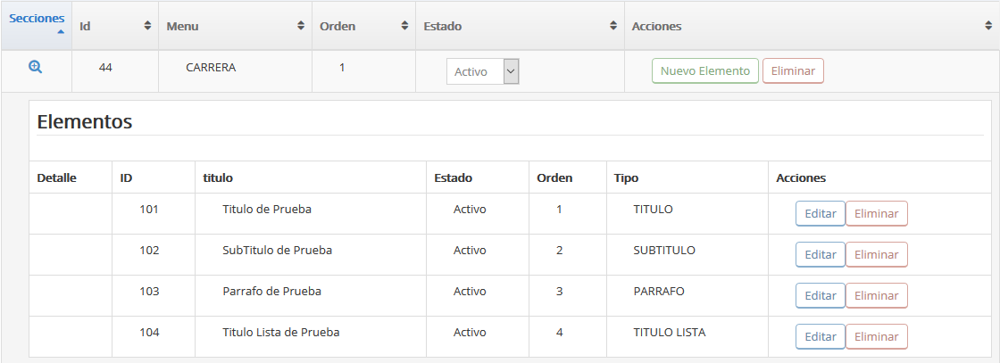 Secciones Id Menu Orden Estado Acciones
44 CARRERA 1 Activo Nuevo Elemento Eliminar
Elementos
Detalle ID titulo Estado Orden Tipo Acciones
101 Titulo de Prueba Activo 1 TITULO Editar Eliminar
102 SubTitulo de Prueba Activo 2 SUBTITULO Editar Eliminar
103 Parrafo de Prueba Activo 3 PARRAFO Editar Eliminar
104 Titulo Lista de Prueba Activo 4 TITULO LISTA Editar Eliminar